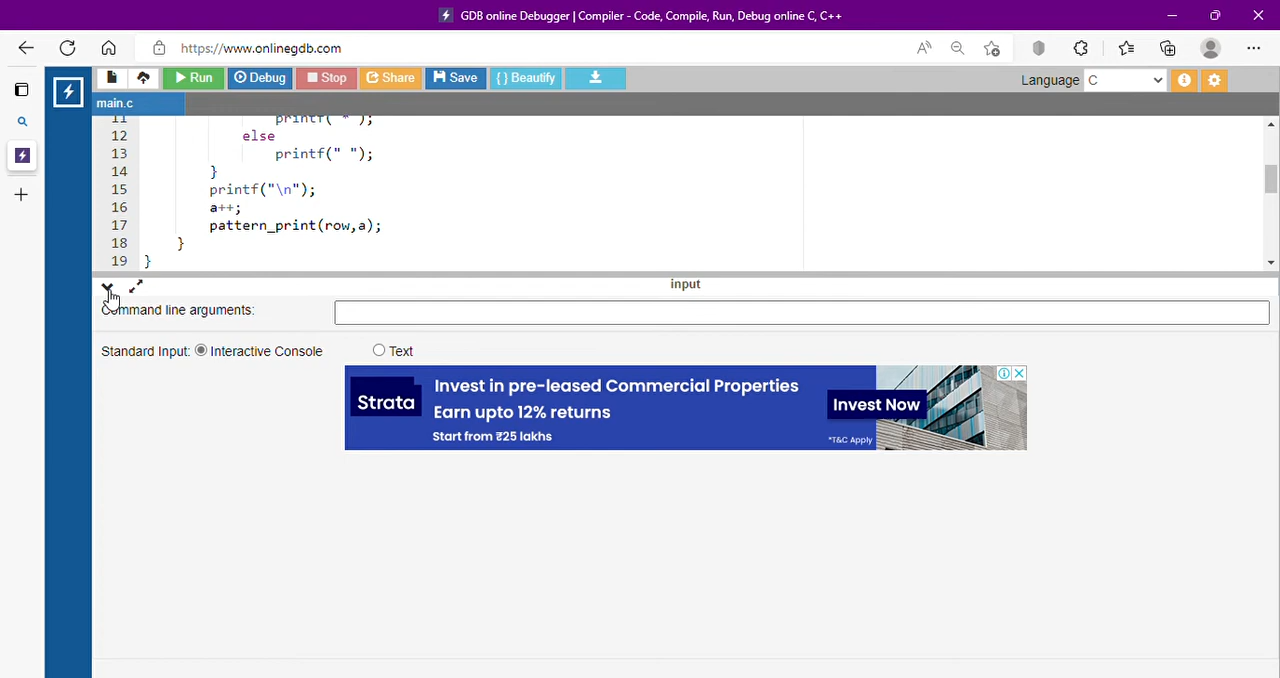 GDB online Debugger | Compiler - Code, Compile, Run, Debug online C, C++
https://www.onlinegdb.com
Run Debug Stop Share Save { } Beautify Language C
main.c
11 printf("*");
12 else
13 printf(" ");
14 }
15 printf("\n");
16 a++;
17 pattern_print(row,a);
18 }
19 }
input
Command line arguments:
Standard Input: Interactive Console Text
Strata
Invest in pre-leased Commercial Properties
Earn upto 12% returns
Start from ₹25 lakhs
Invest Now
*T&C Apply